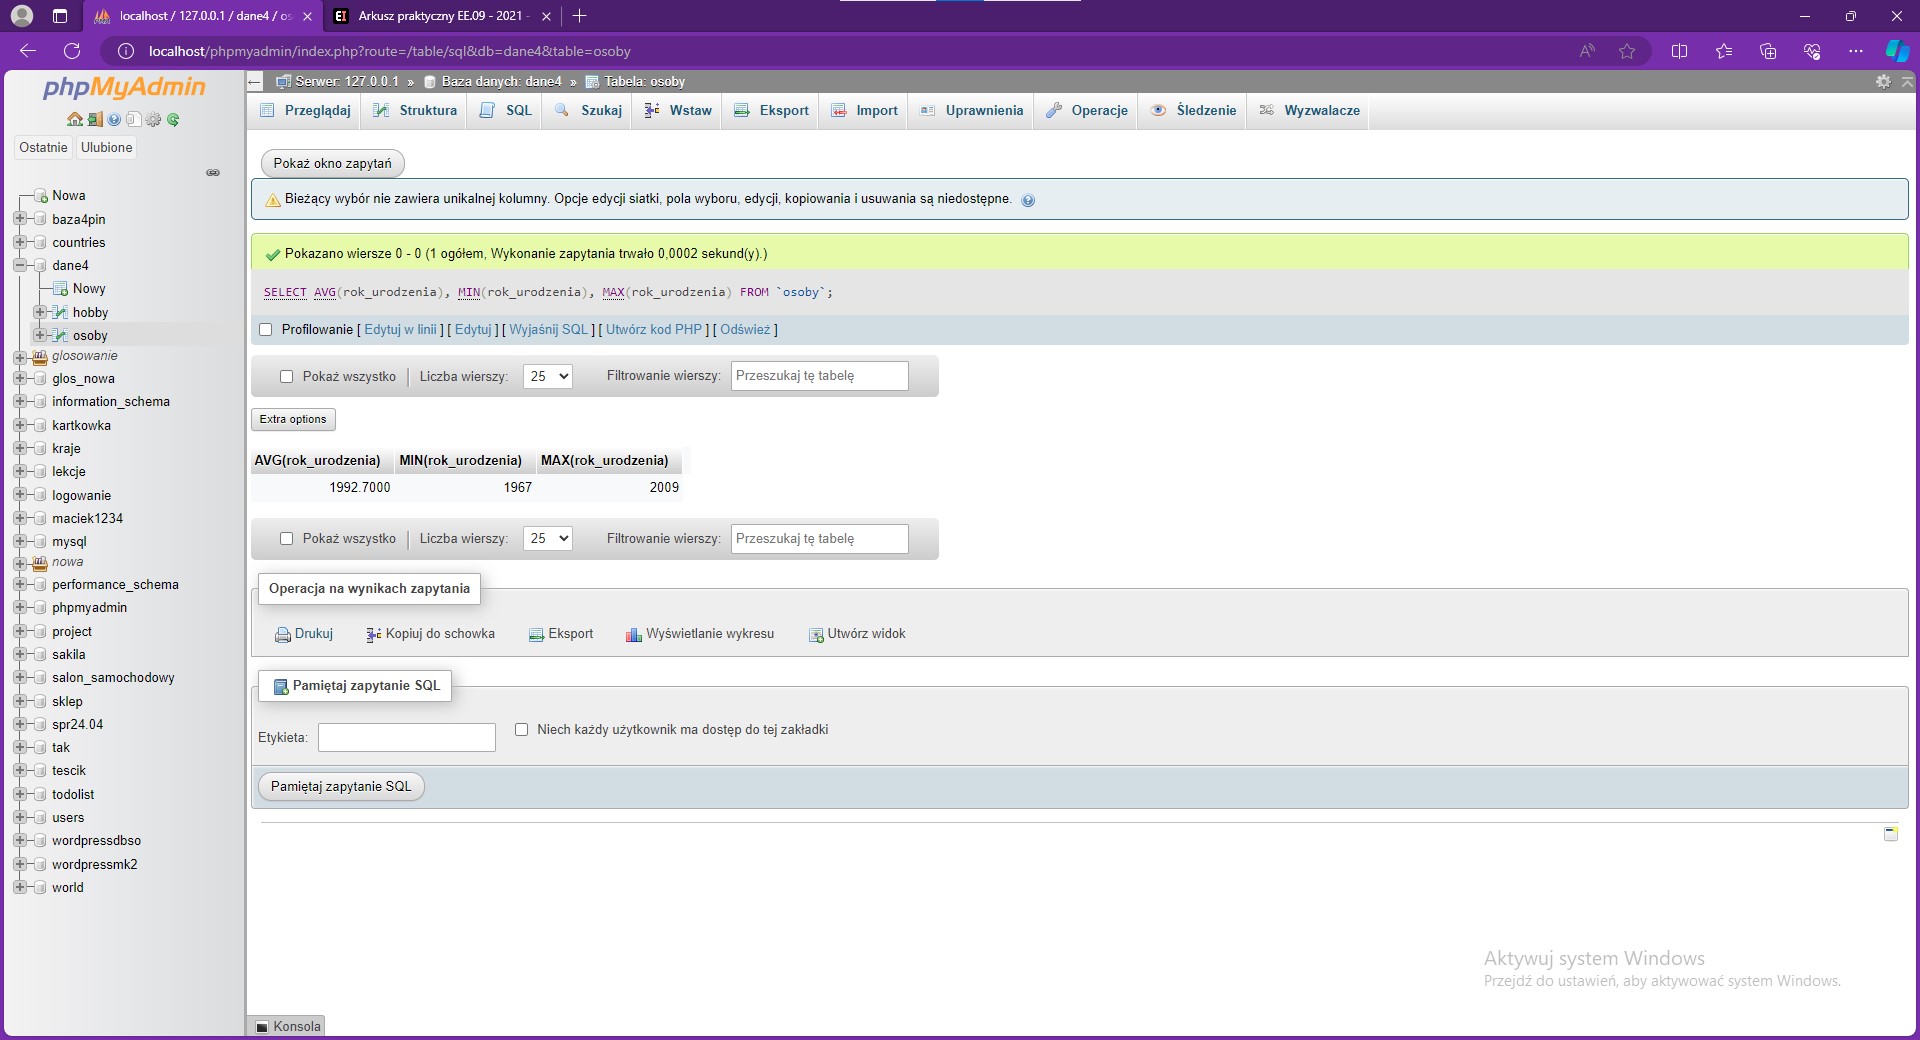 localhost / 127.0.0.1 / dane4 / os
Arkusz praktyczny EE.09 - 2021 -
localhost/phpmyadmin/index.php?route=/table/sql&db=dane4&table=osoby
phpMyAdmin
Ostatnie Ulubione
Nowa
baza4pin
countries
dane4
Nowy
hobby
osoby
glosowanie
glos_nowa
information_schema
kartkowka
kraje
lekcje
logowanie
maciek1234
mysql
nowa
performance_schema
phpmyadmin
project
sakila
salon_samochodowy
sklep
spr24.04
tak
tescik
todolist
users
wordpressdbso
wordpressmk2
world
Serwer: 127.0.0.1 » Baza danych: dane4 » Tabela: osoby
Przeglądaj Struktura SQL Szukaj Wstaw Eksport Import Uprawnienia Operacje Śledzenie Wyzwalacze
Pokaż okno zapytań
Bieżący wybór nie zawiera unikalnej kolumny. Opcje edycji siatki, pola wyboru, edycji, kopiowania i usuwania są niedostępne.
Pokazano wiersze 0 - 0 (1 ogółem, Wykonanie zapytania trwało 0,0002 sekund(y).)
SELECT AVG(rok_urodzenia), MIN(rok_urodzenia), MAX(rok_urodzenia) FROM `osoby`;
Profilowanie [ Edytuj w linii ] [ Edytuj ] [ Wyjaśnij SQL ] [ Utwórz kod PHP ] [ Odśwież ]
Pokaż wszystko Liczba wierszy: 25 Filtrowanie wierszy: Przeszukaj tę tabelę
Extra options
AVG(rok_urodzenia) MIN(rok_urodzenia) MAX(rok_urodzenia)
1992.7000 1967 2009
Pokaż wszystko Liczba wierszy: 25 Filtrowanie wierszy: Przeszukaj tę tabelę
Operacja na wynikach zapytania
Drukuj Kopiuj do schowka Eksport Wyświetlanie wykresu Utwórz widok
Pamiętaj zapytanie SQL
Etykieta: Niech każdy użytkownik ma dostęp do tej zakładki
Pamiętaj zapytanie SQL
Aktywuj system Windows
Przejdź do ustawień, aby aktywować system Windows.
Konsola